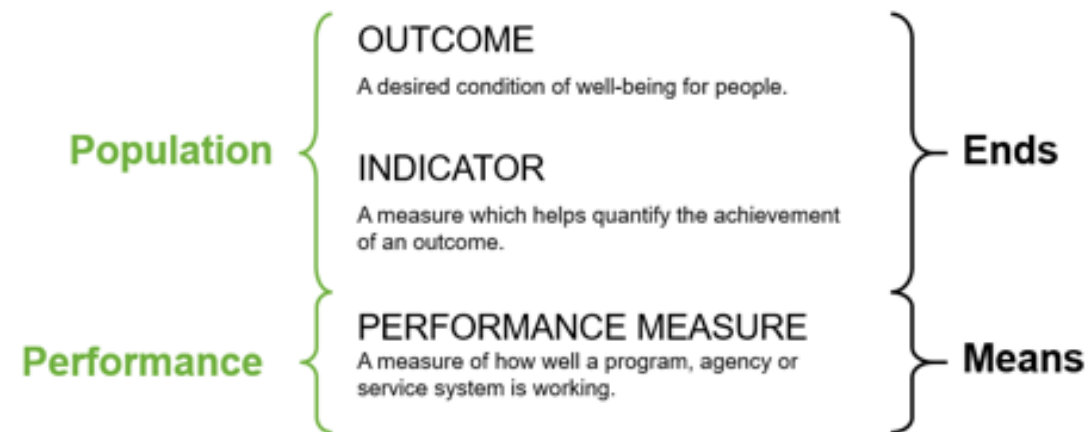 OUTCOME
A desired condition of well-being for people.
Population
Ends
INDICATOR
A measure which helps quantify the achievement
of an outcome.
PERFORMANCE MEASURE
A measure of how well a program, agency or
service system is working.
Performance
Means